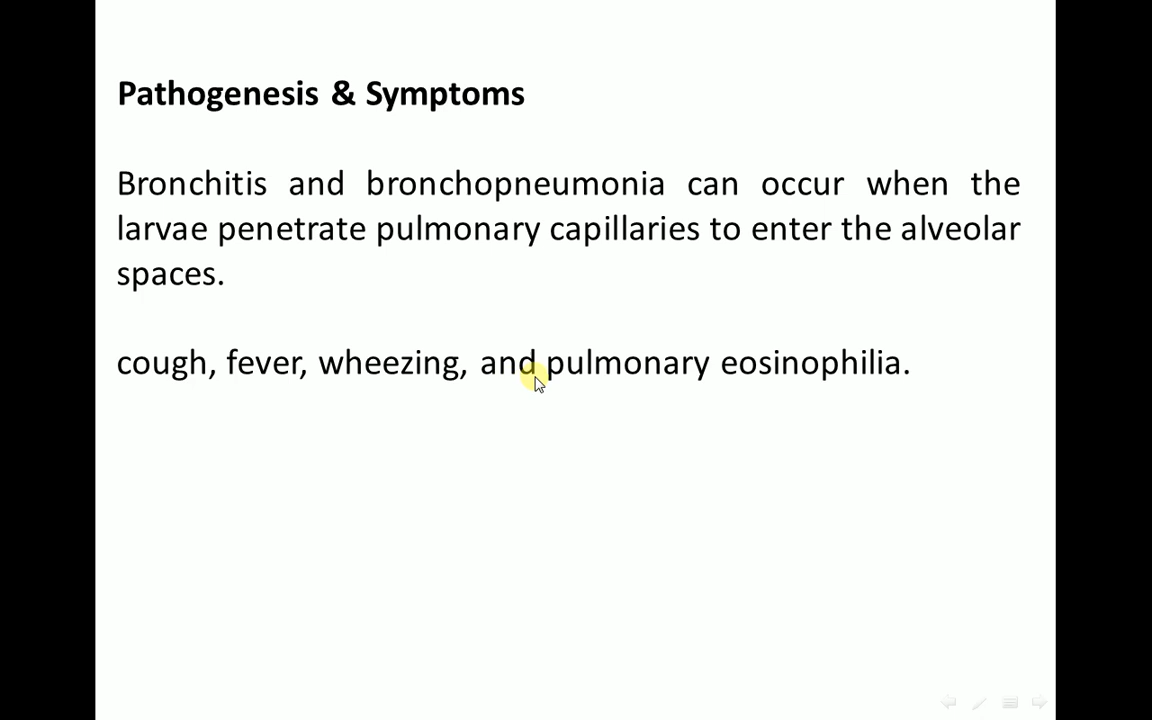 Pathogenesis & Symptoms
Bronchitis and bronchopneumonia can occur when the
larvae penetrate pulmonary capillaries to enter the alveolar
spaces.
cough, fever, wheezing, and pulmonary eosinophilia.